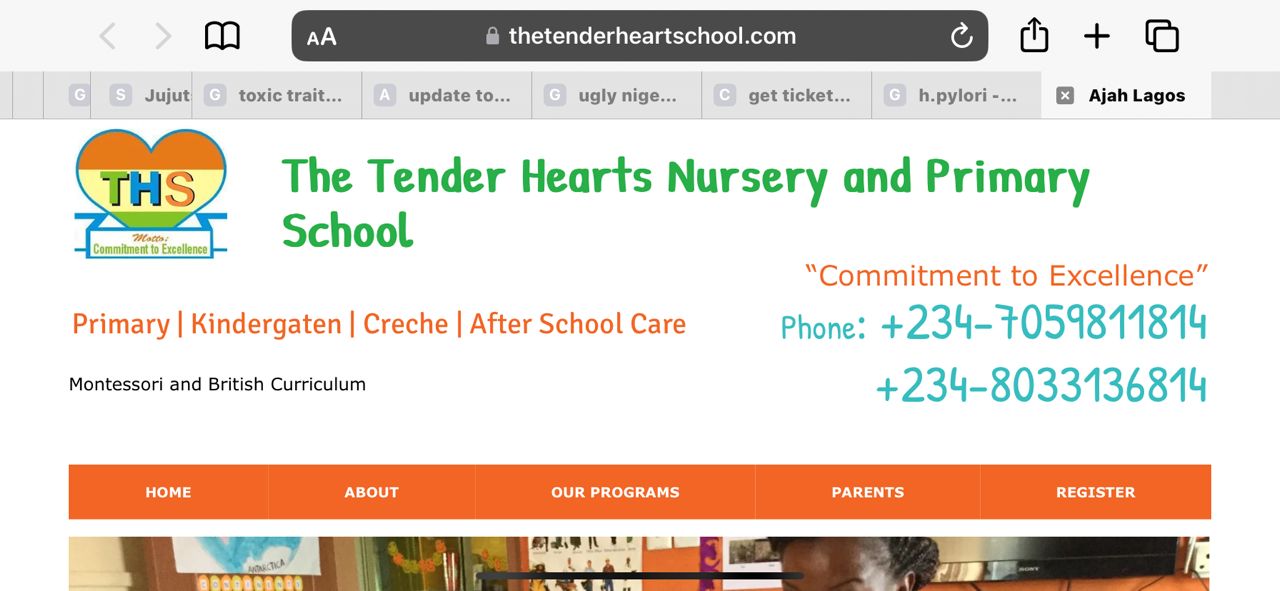 AA thetenderheartschool.com
G S Jujut G toxic trait... A update to... G ugly nige... C get ticket... G h.pylori -... Ajah Lagos
THS
Motto:
Commitment to Excellence
The Tender Hearts Nursery and Primary
School
“Commitment to Excellence”
Primary | Kindergaten | Creche | After School Care
Phone: +234-7059811814
+234-8033136814
Montessori and British Curriculum
HOME ABOUT OUR PROGRAMS PARENTS REGISTER
ANTARCTICA
CONTINENTS
SONY